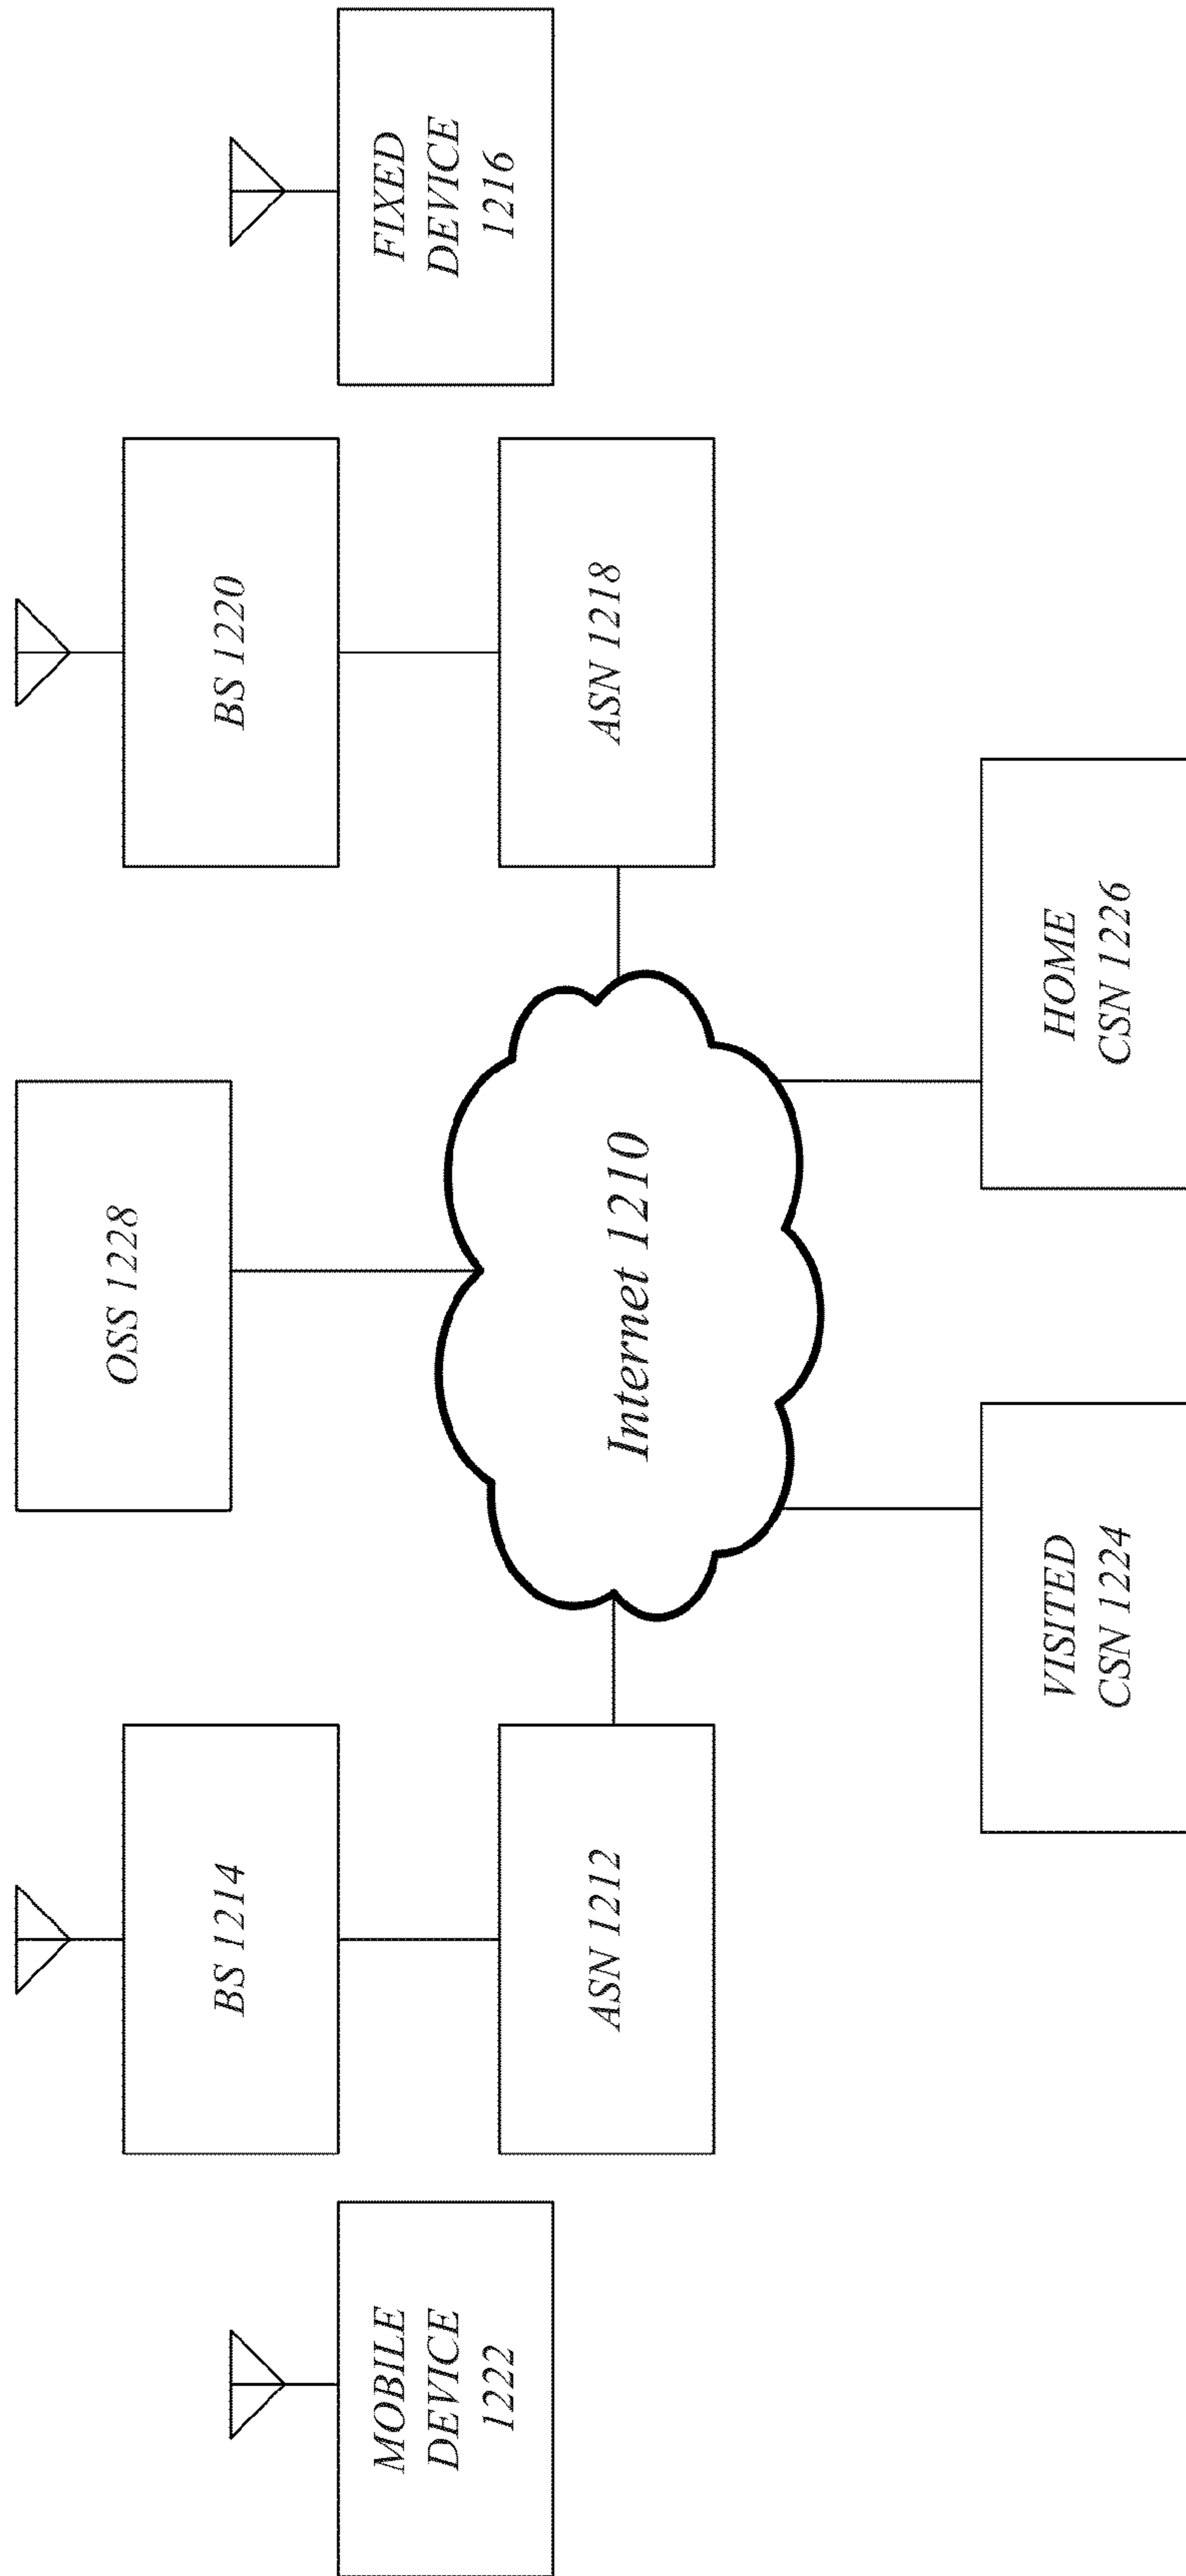 MOBILE
DEVICE
1222
BS 1214
ASN 1212
OSS 1228
Internet 1210
VISITED
CSN 1224
HOME
CSN 1226
BS 1220
ASN 1218
FIXED
DEVICE
1216